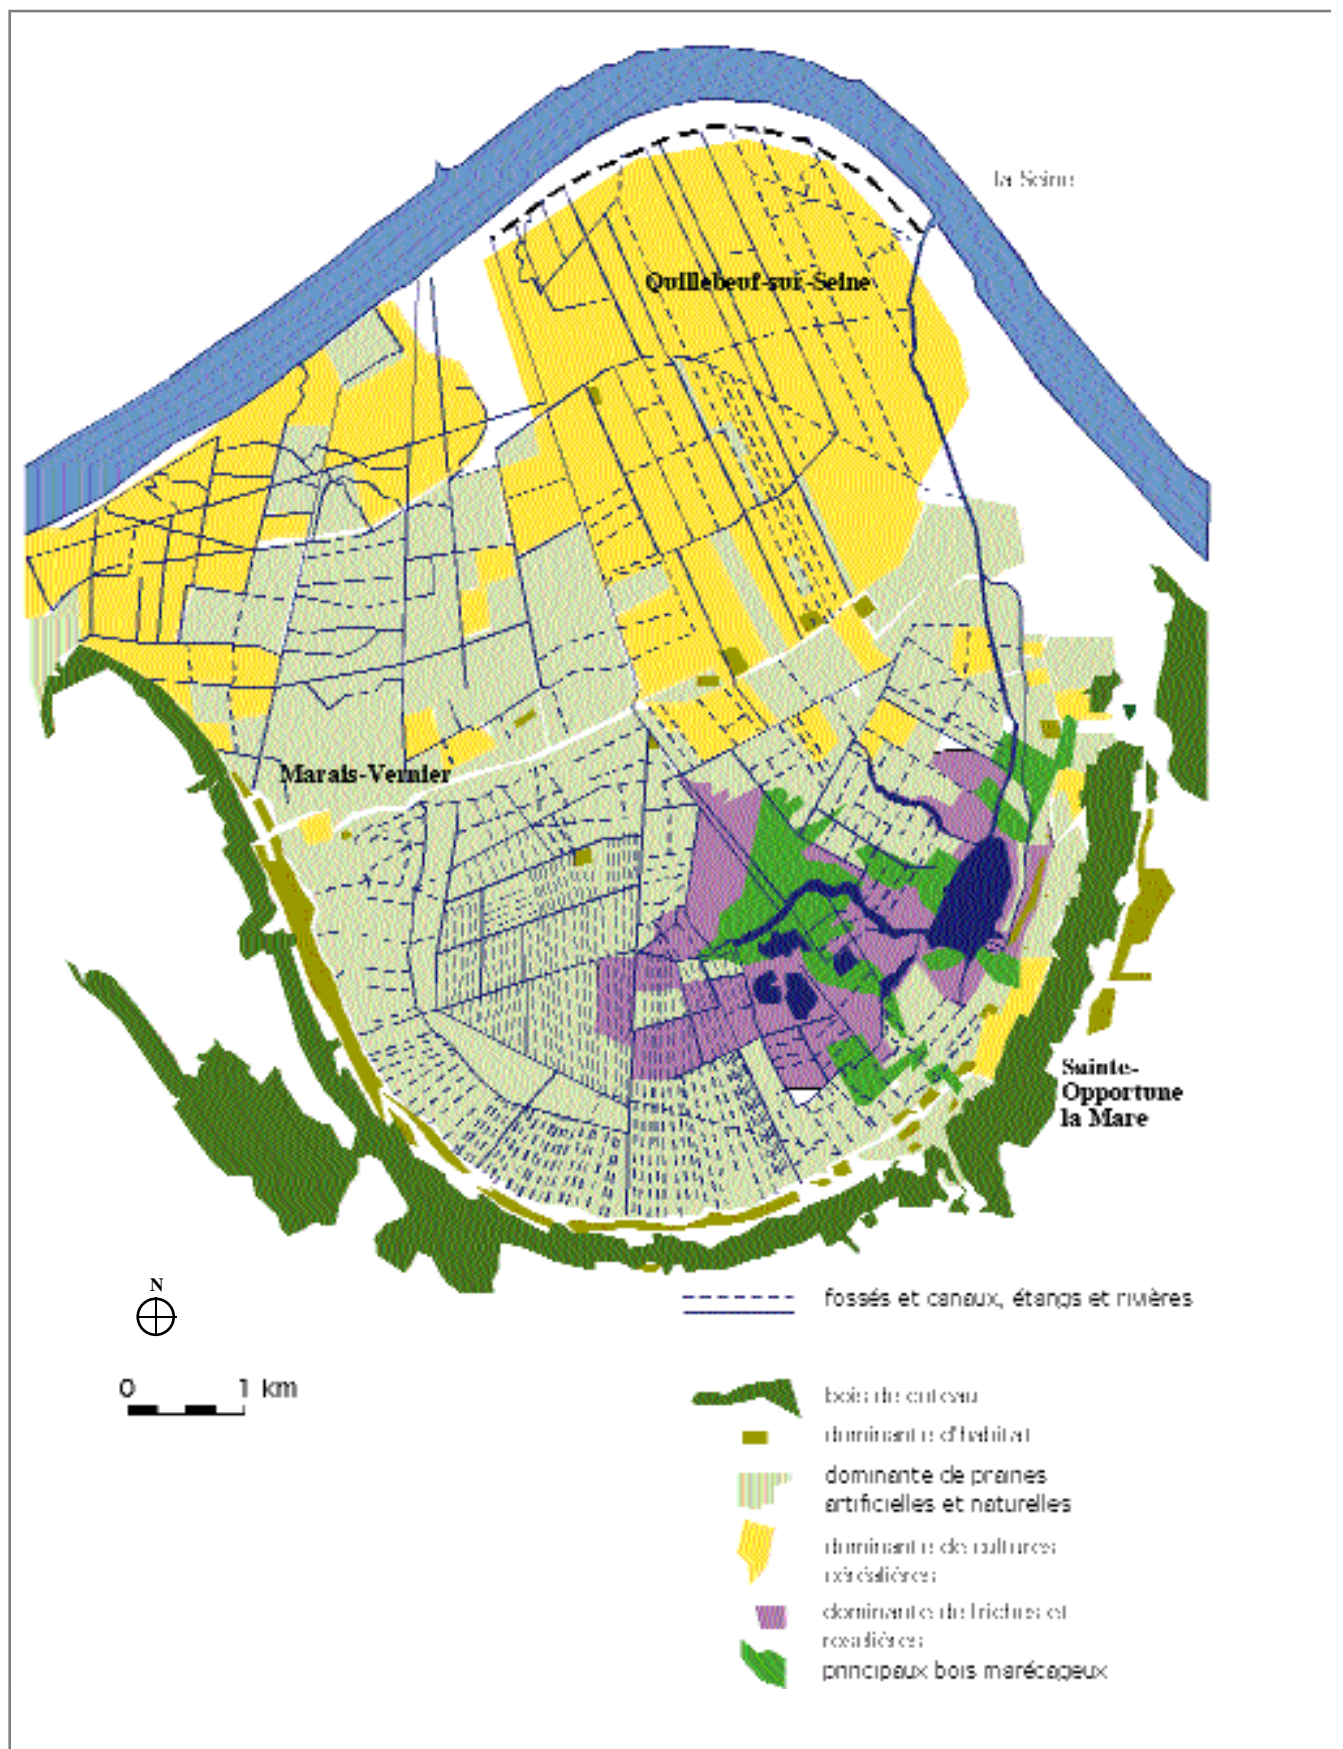 la Seine
Quillebeuf-sur-Seine
Marais-Vernier
Sainte-
Opportune
la Mare
N
0 1 km
fossés et canaux, étangs et rivières
bois de coteau
dominante d'habitat
dominante de prairies
artificielles et naturelles
dominante de cultures
céréalières
dominante de friches et
roselières
principaux bois marécageux